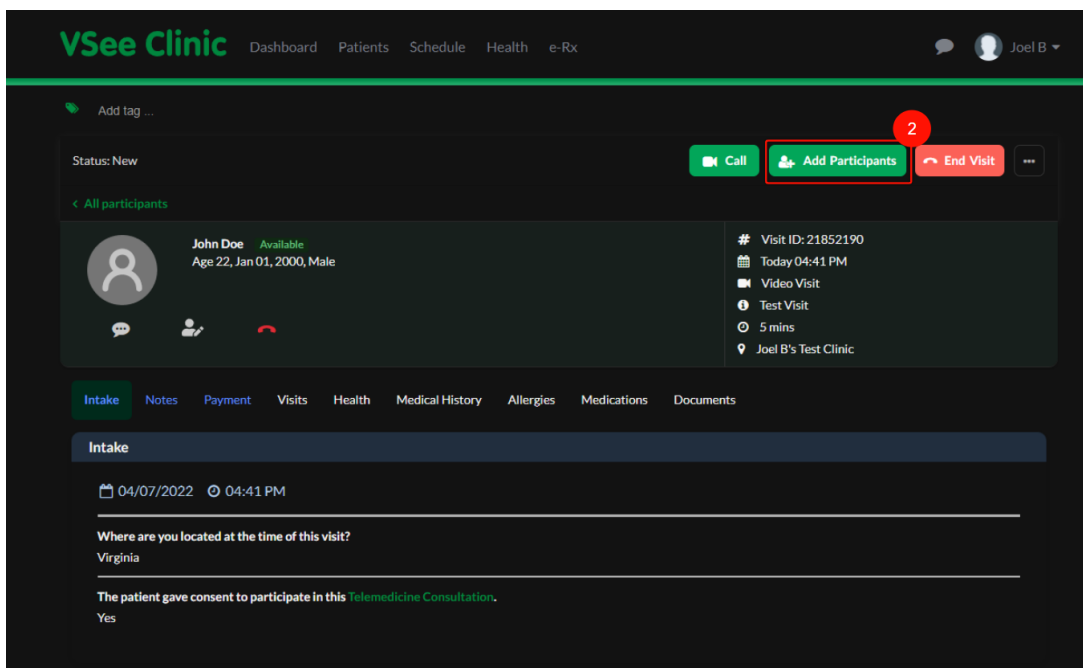 VSee Clinic Dashboard Patients Schedule Health e-Rx Joel B
Add tag ...
2
Status: New Call Add Participants End Visit ...
< All participants
John Doe Available
Age 22, Jan 01, 2000, Male
# Visit ID: 21852190
Today 04:41 PM
Video Visit
Test Visit
5 mins
Joel B's Test Clinic
Intake Notes Payment Visits Health Medical History Allergies Medications Documents
Intake
04/07/2022 04:41 PM
Where are you located at the time of this visit?
Virginia
The patient gave consent to participate in this Telemedicine Consultation.
Yes